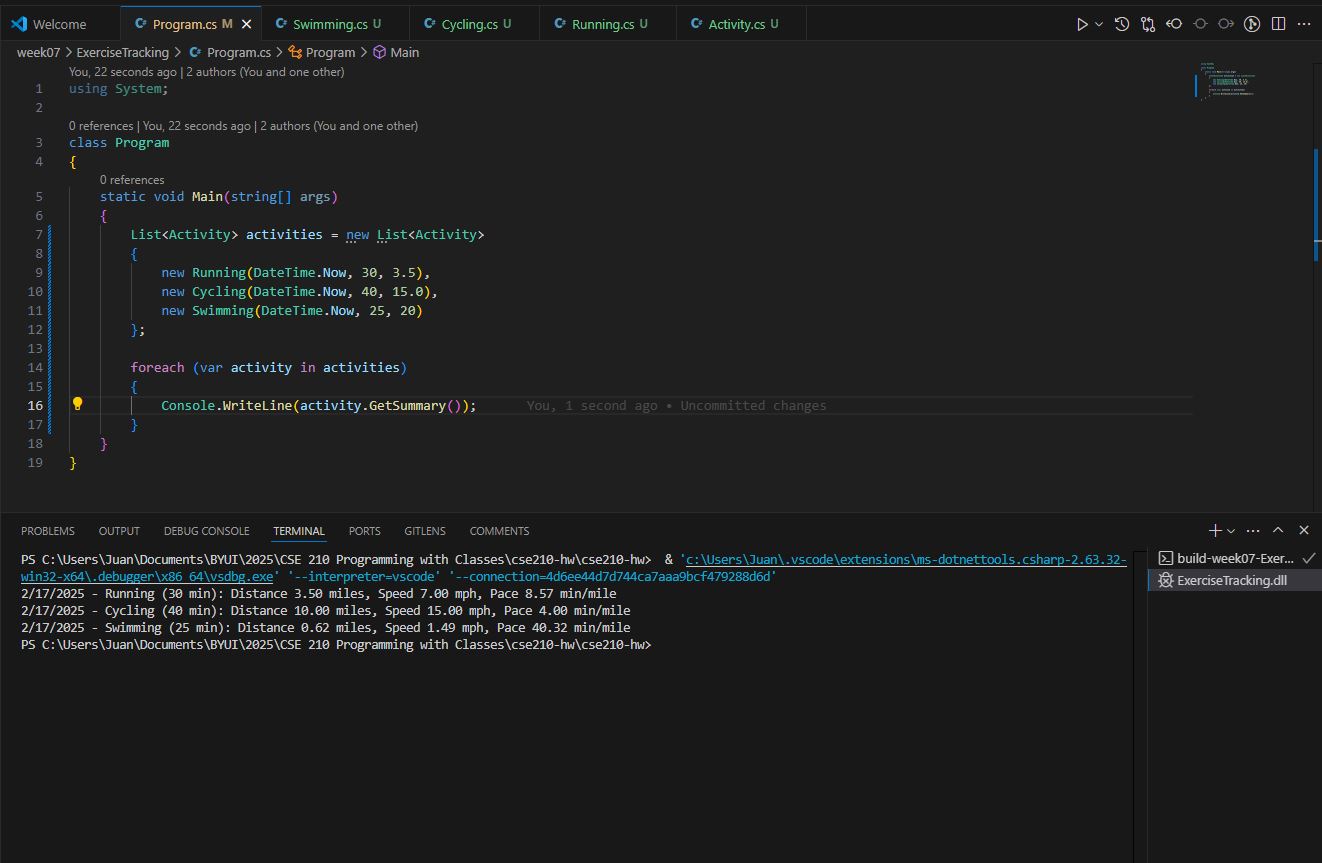 Welcome Program.cs M Swimming.cs U Cycling.cs U Running.cs U Activity.cs U
week07 > ExerciseTracking > Program.cs > Program > Main
You, 22 seconds ago | 2 authors (You and one other)
1 using System;
2
0 references | You, 22 seconds ago | 2 authors (You and one other)
3 class Program
4 {
0 references
5 static void Main(string[] args)
6 {
7 List<Activity> activities = new List<Activity>
8 {
9 new Running(DateTime.Now, 30, 3.5),
10 new Cycling(DateTime.Now, 40, 15.0),
11 new Swimming(DateTime.Now, 25, 20)
12 };
13
14 foreach (var activity in activities)
15 {
16 Console.WriteLine(activity.GetSummary()); You, 1 second ago • Uncommitted changes
17 }
18 }
19 }
PROBLEMS OUTPUT DEBUG CONSOLE TERMINAL PORTS GITLENS COMMENTS
PS C:\Users\Juan\Documents\BYUI\2025\CSE 210 Programming with Classes\cse210-hw\cse210-hw> & 'c:\Users\Juan\.vscode\extensions\ms-dotnettools.csharp-2.63.32-
win32-x64\.debugger\x86_64\vsdbg.exe' '--interpreter=vscode' '--connection=4d6ee44d7d744ca7aaa9bcf479288d6d'
2/17/2025 - Running (30 min): Distance 3.50 miles, Speed 7.00 mph, Pace 8.57 min/mile
2/17/2025 - Cycling (40 min): Distance 10.00 miles, Speed 15.00 mph, Pace 4.00 min/mile
2/17/2025 - Swimming (25 min): Distance 0.62 miles, Speed 1.49 mph, Pace 40.32 min/mile
PS C:\Users\Juan\Documents\BYUI\2025\CSE 210 Programming with Classes\cse210-hw\cse210-hw>
build-week07-Exer...
ExerciseTracking.dll